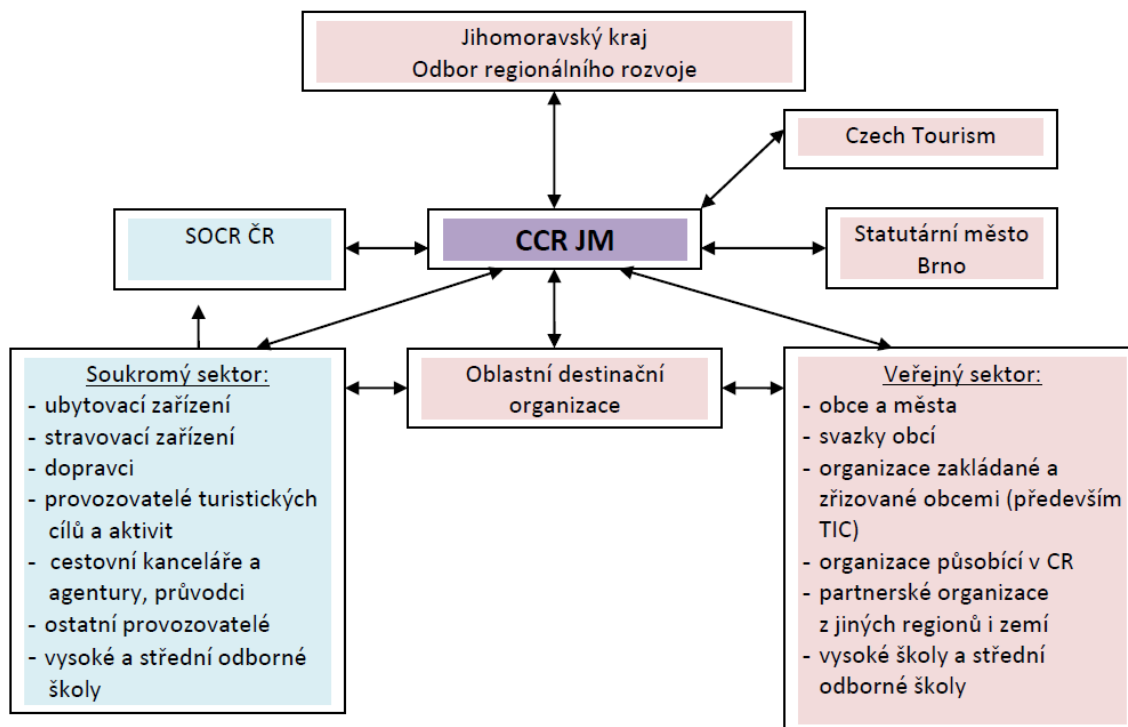 Jihomoravský kraj
Odbor regionálního rozvoje
Czech Tourism
SOCR ČR
CCR JM
Statutární město
Brno
Soukromý sektor:
- ubytovací zařízení
- stravovací zařízení
- dopravci
- provozovatelé turistických
cílů a aktivit
- cestovní kanceláře a
agentury, průvodci
- ostatní provozovatelé
- vysoké a střední odborné
školy
Oblastní destinační
organizace
Veřejný sektor:
- obce a města
- svazky obcí
- organizace zakládané a
zřizované obcemi (především
TIC)
- organizace působící v CR
- partnerské organizace
z jiných regionů i zemí
- vysoké školy a střední
odborné školy